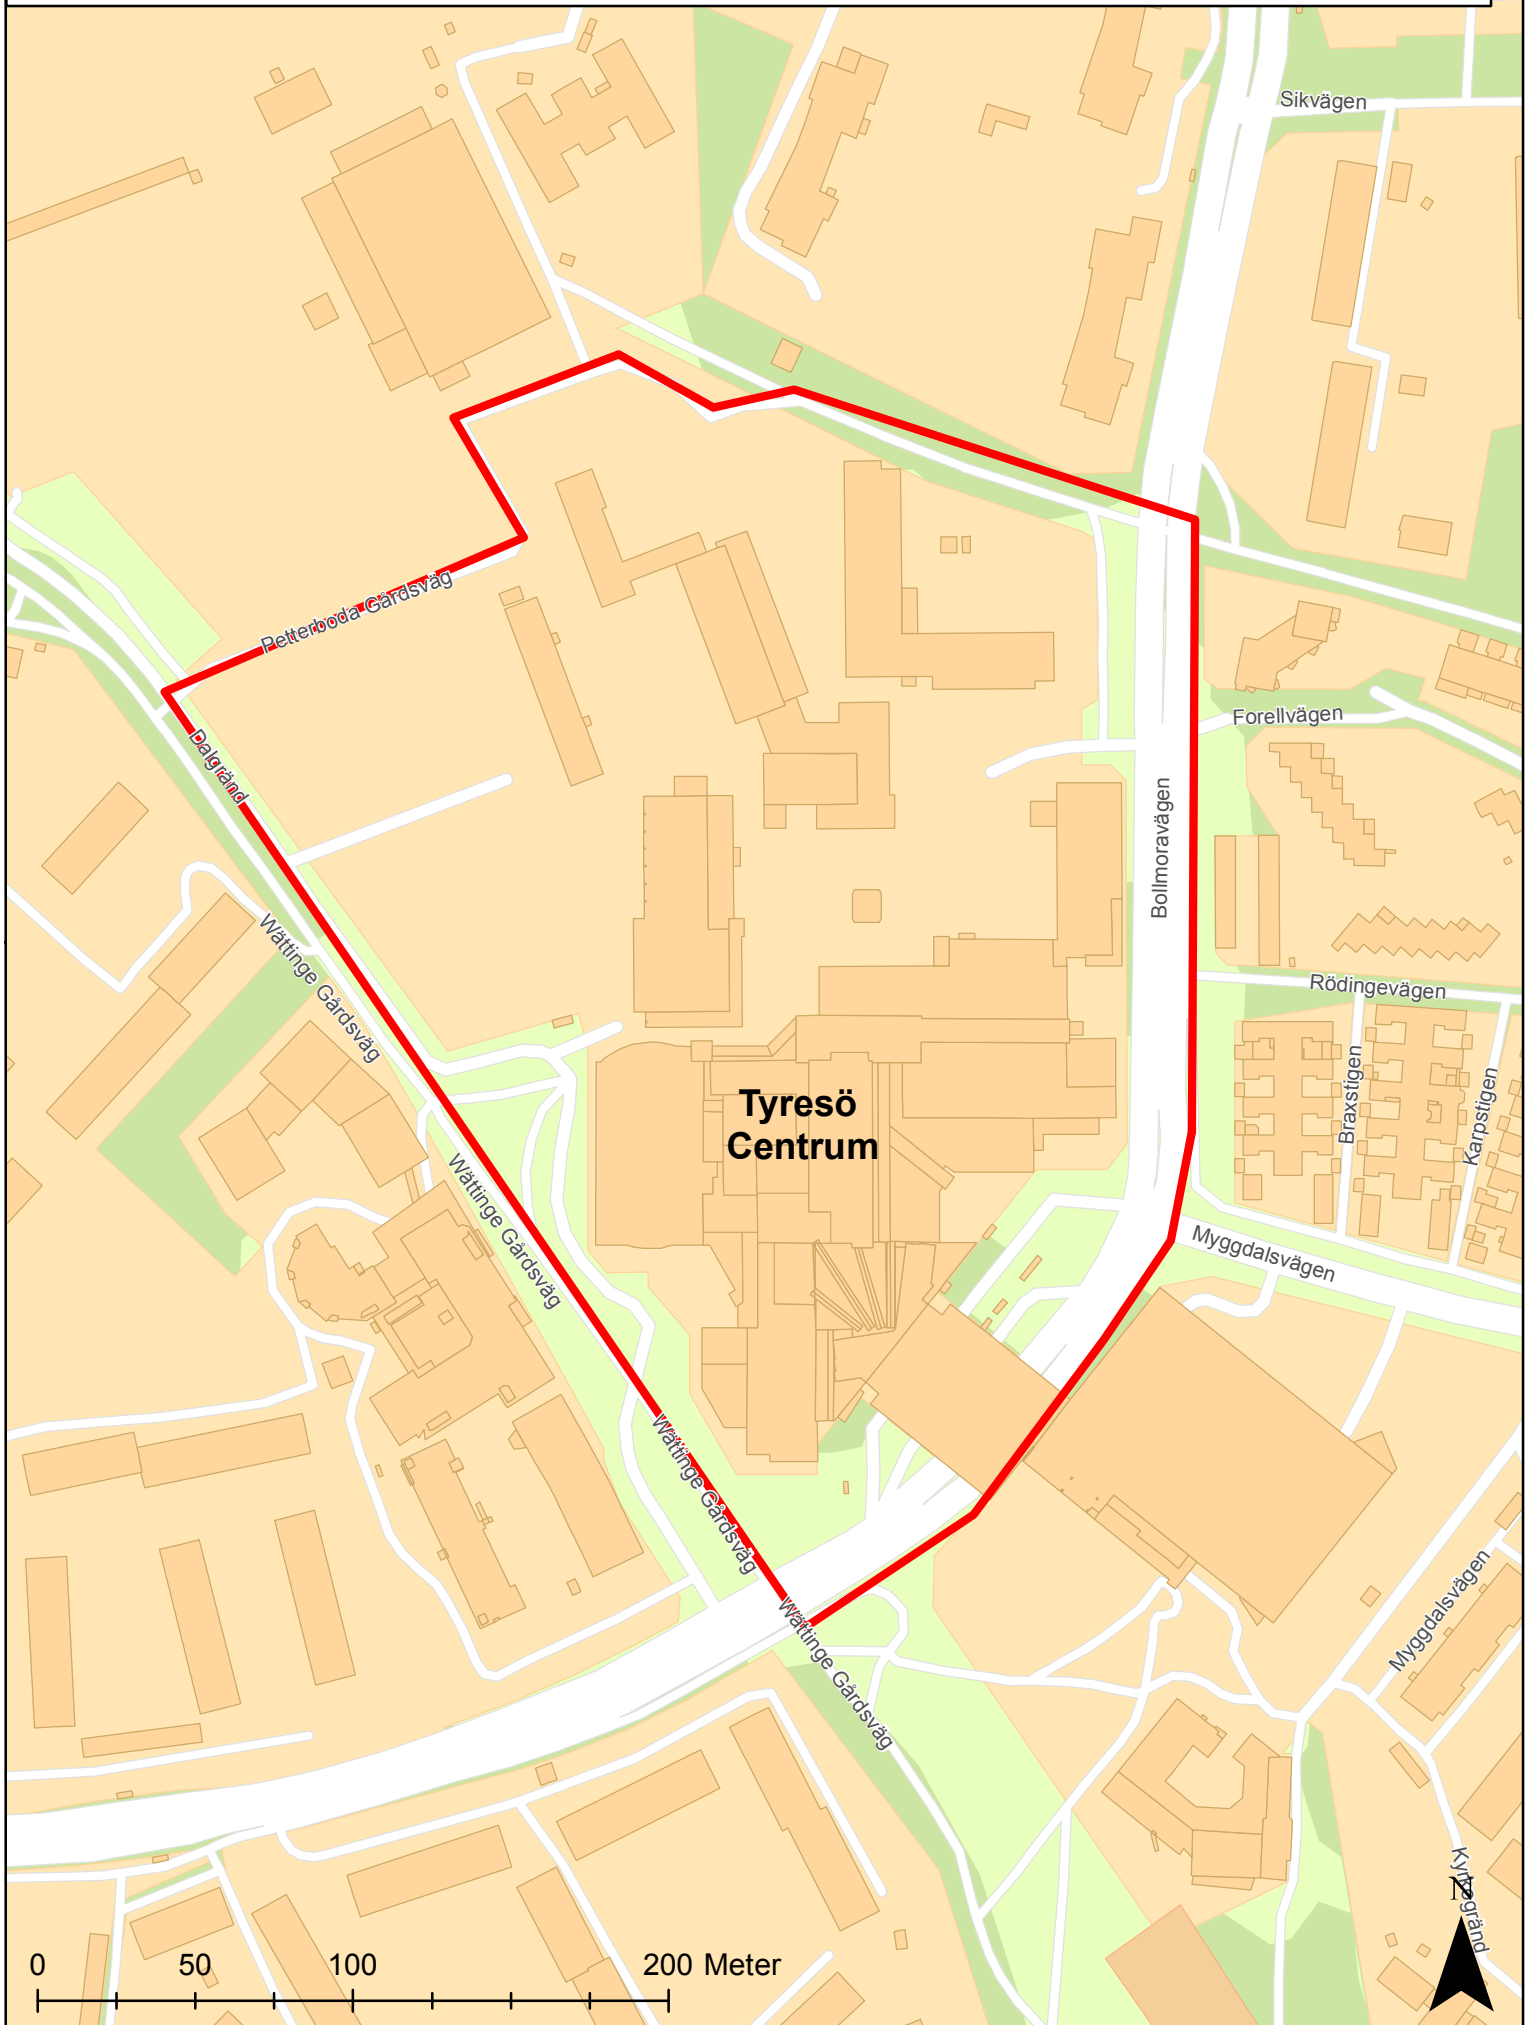 Sikvägen
Petterboda Gårdsväg
Dalgränd
Forellvägen
Bollmoravägen
Wättinge Gårdsväg
Rödingevägen
Braxstigen
Karpstigen
Tyresö
Centrum
Wättinge Gårdsväg
Myggdalsvägen
Wättinge Gårdsväg
Myggdalsvägen
Wättinge Gårdsväg
Kyrkogränd
N
0 50 100 200 Meter